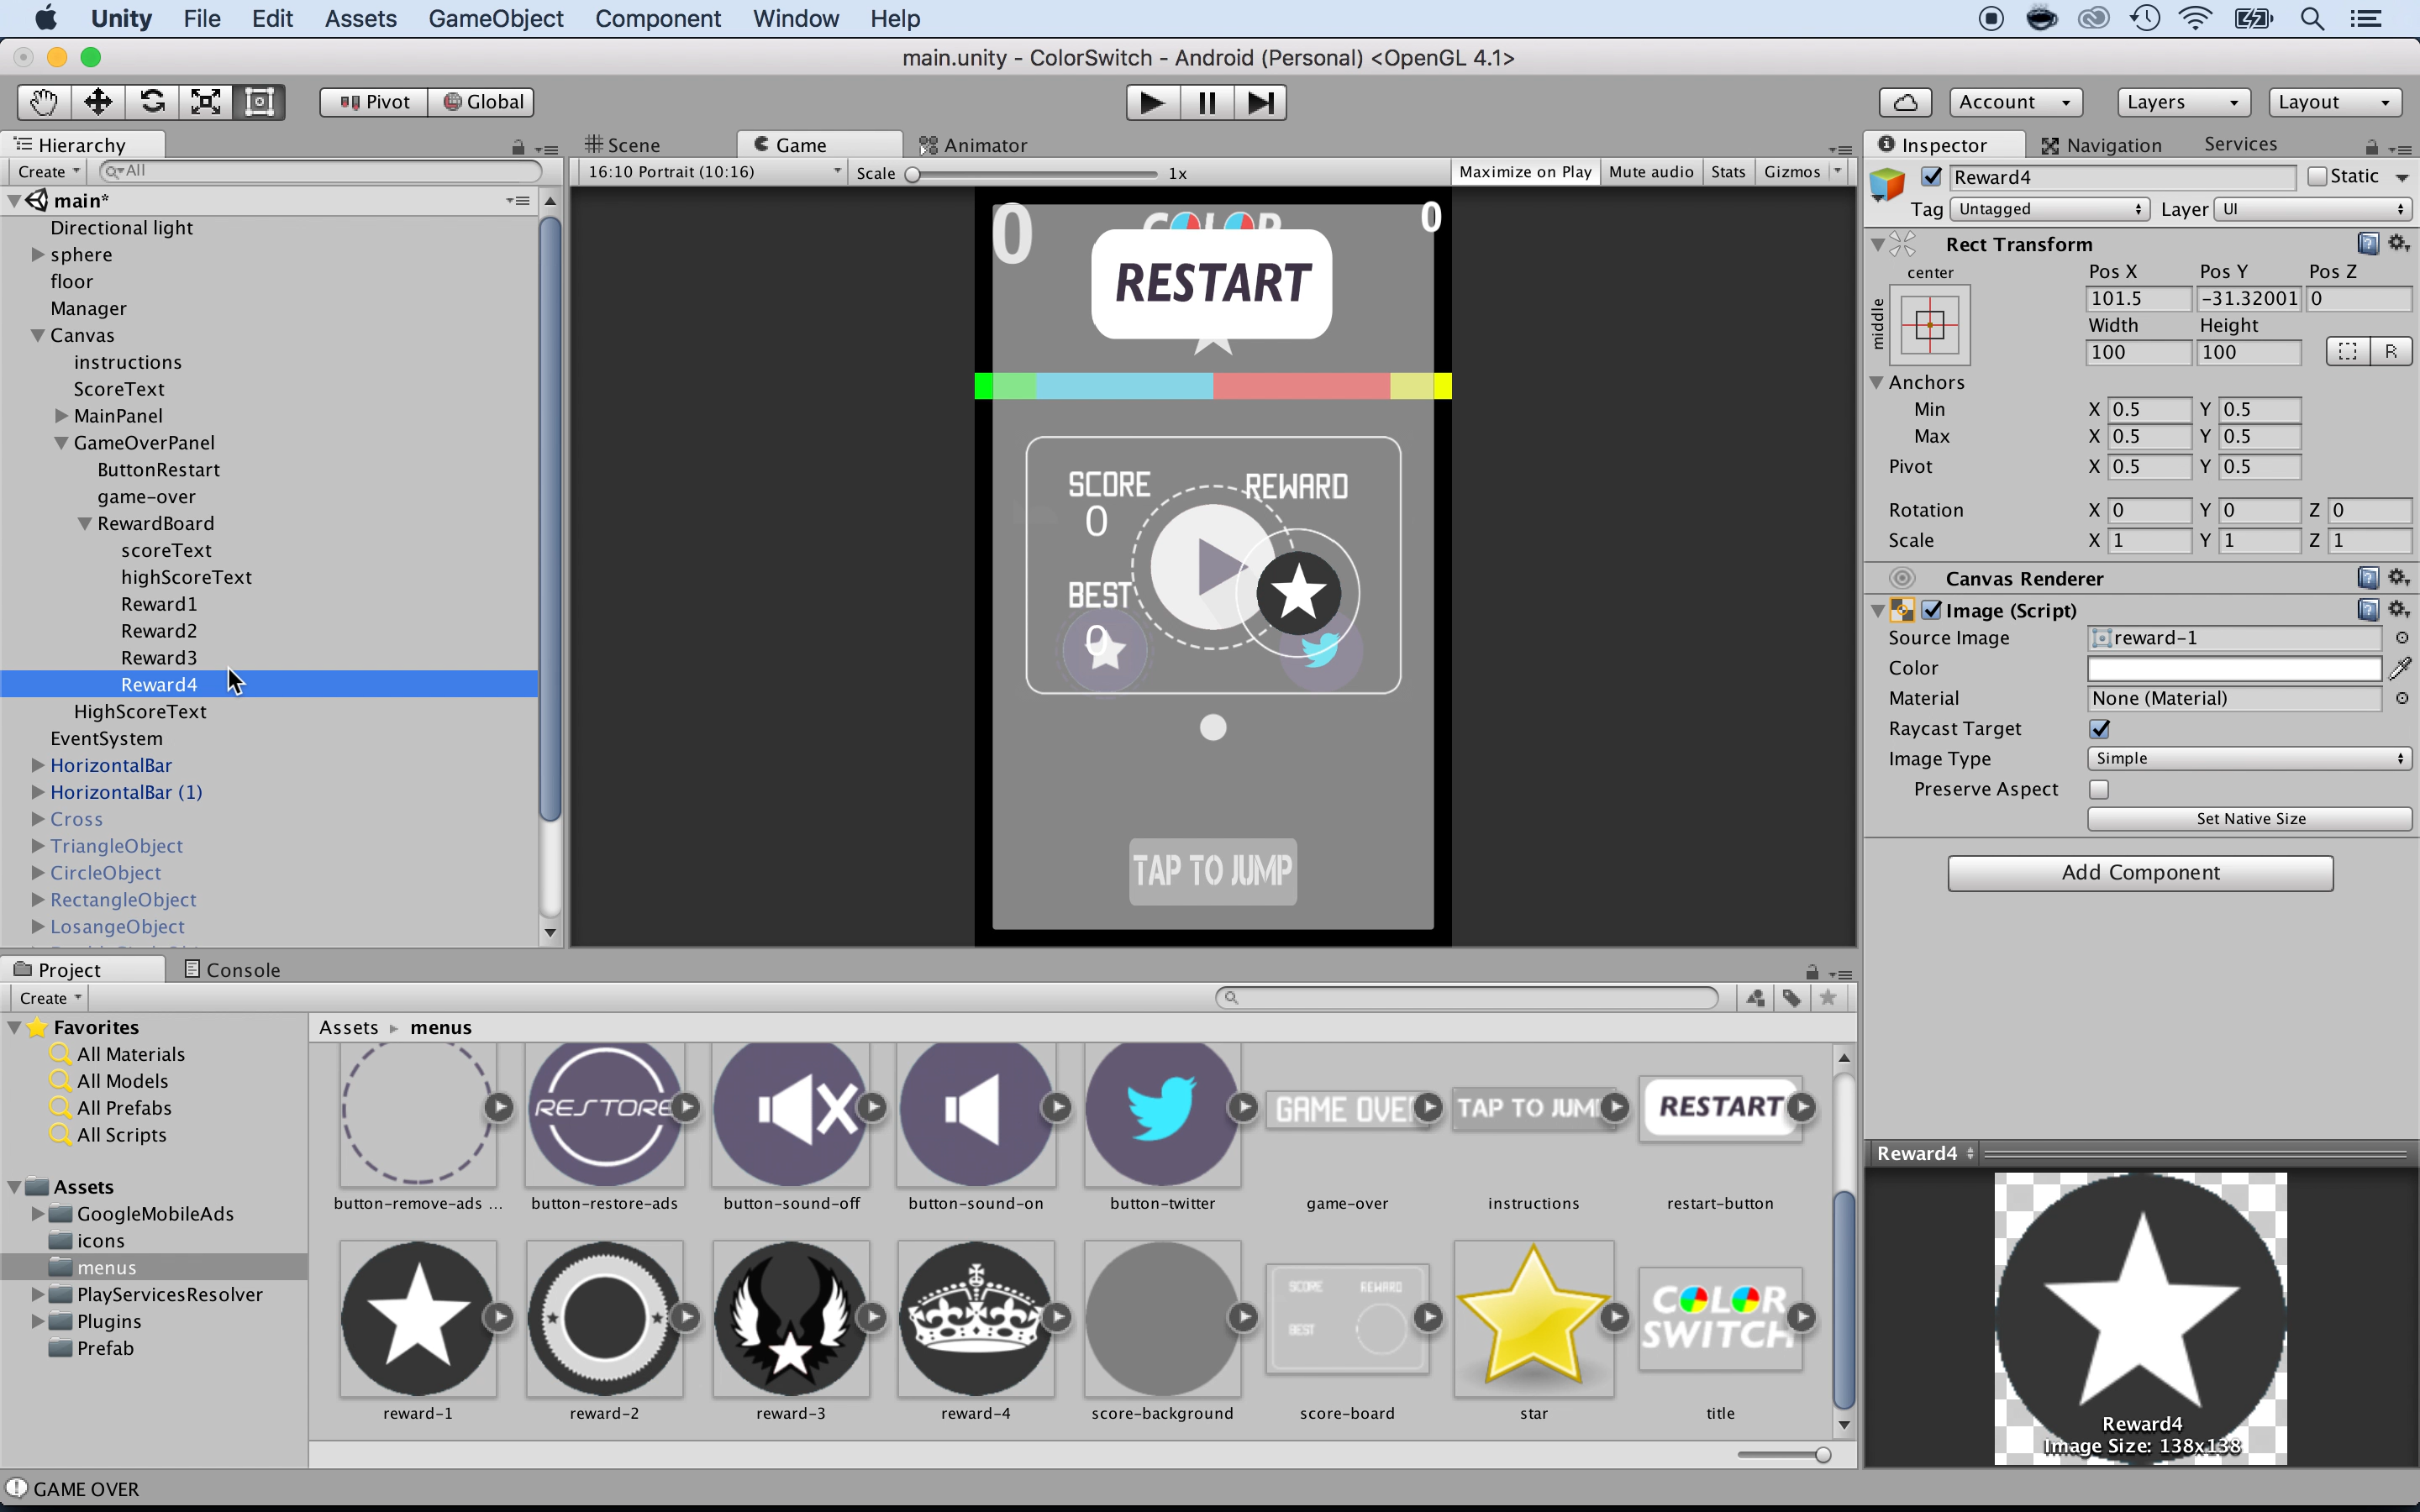 Unity File Edit Assets GameObject Component Window Help
main.unity - ColorSwitch - Android (Personal) <OpenGL 4.1>
Pivot Global Account Layers Layout
Hierarchy
Create All
main*
Directional light
sphere
floor
Manager
Canvas
instructions
ScoreText
MainPanel
GameOverPanel
ButtonRestart
game-over
RewardBoard
scoreText
highScoreText
Reward1
Reward2
Reward3
Reward4
HighScoreText
EventSystem
HorizontalBar
HorizontalBar (1)
Cross
TriangleObject
CircleObject
RectangleObject
LosangeObject
Scene Game Animator
16:10 Portrait (10:16) Scale 1x Maximize on Play Mute audio Stats Gizmos
0 COLOR 0
RESTART
SCORE REWARD
0
BEST
0
TAP TO JUMP
Inspector Navigation Services
Reward4 Static
Tag Untagged Layer UI
Rect Transform
center Pos X Pos Y Pos Z
middle 101.5 -31.32001 0
Width Height
100 100 R
Anchors
Min X 0.5 Y 0.5
Max X 0.5 Y 0.5
Pivot X 0.5 Y 0.5
Rotation X 0 Y 0 Z 0
Scale X 1 Y 1 Z 1
Canvas Renderer
Image (Script)
Source Image reward-1
Color
Material None (Material)
Raycast Target
Image Type Simple
Preserve Aspect
Set Native Size
Add Component
Reward4
Reward4
Image Size: 138x138
Project Console
Create
Favorites
All Materials
All Models
All Prefabs
All Scripts
Assets
GoogleMobileAds
icons
menus
PlayServicesResolver
Plugins
Prefab
Assets menus
RESTORE GAME OVER TAP TO JUM RESTART
button-remove-ads ... button-restore-ads button-sound-off button-sound-on button-twitter game-over instructions restart-button
SCORE REWARD COLOR
BEST SWITCH
reward-1 reward-2 reward-3 reward-4 score-background score-board star title
GAME OVER